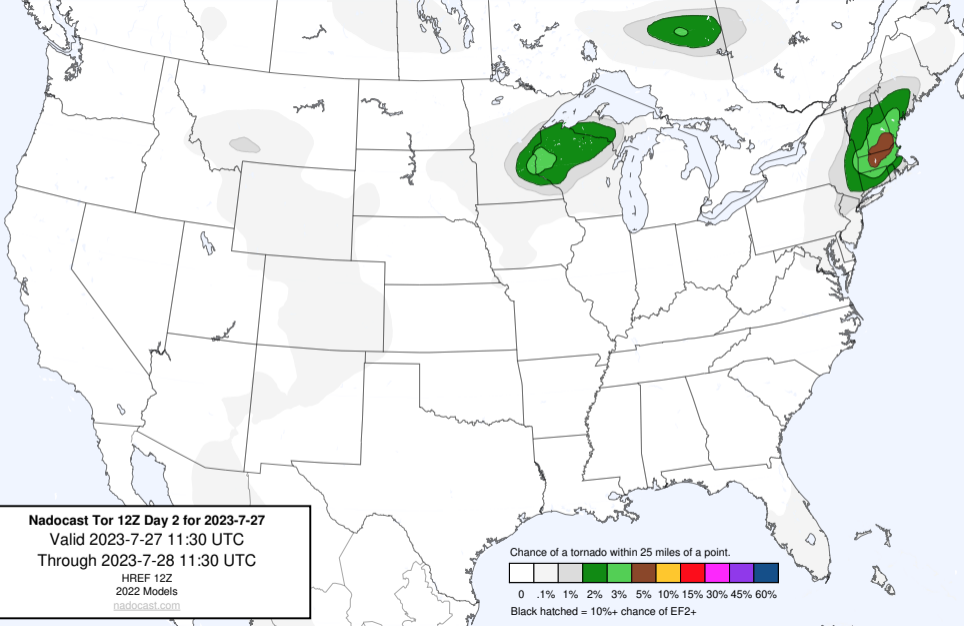 Nadocast Tor 12Z Day 2 for 2023-7-27
Valid 2023-7-27 11:30 UTC
Through 2023-7-28 11:30 UTC
HREF 12Z
2022 Models
nadocast.com
Chance of a tornado within 25 miles of a point.
0 .1% 1% 2% 3% 5% 10% 15% 30% 45% 60%
Black hatched = 10%+ chance of EF2+